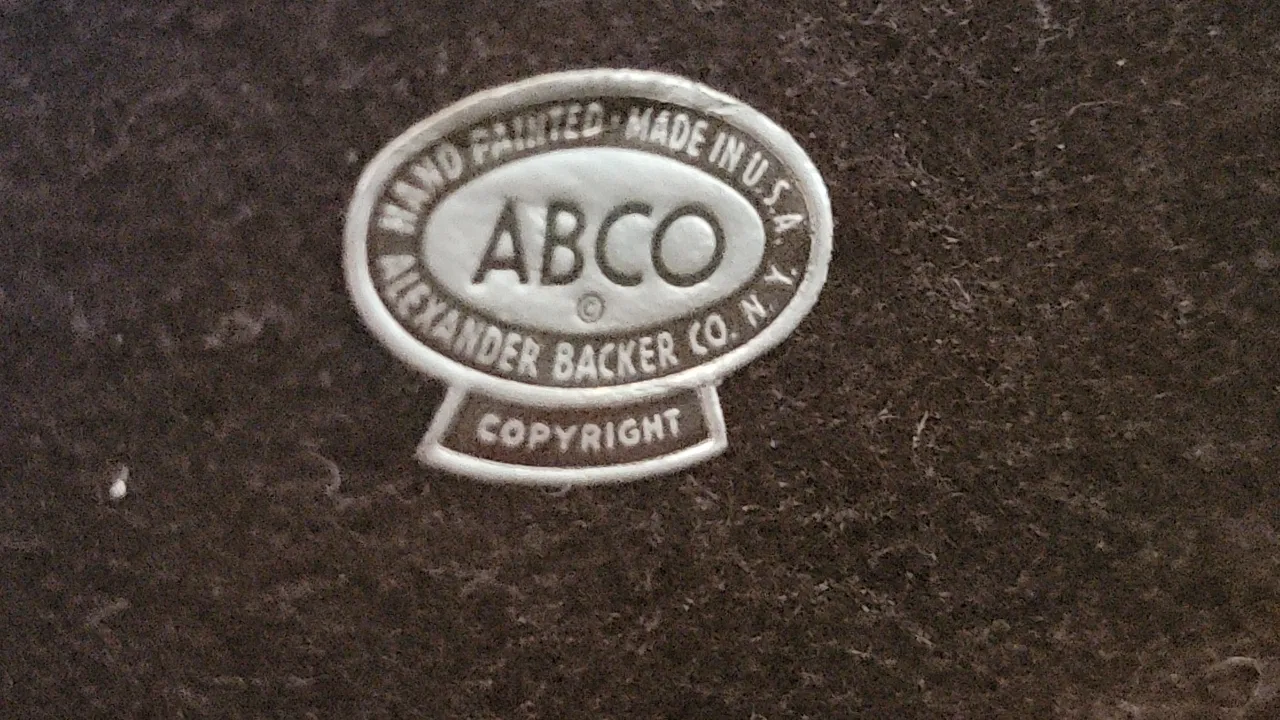 HAND PAINTED · MADE IN U.S.A.
ABCO
©
ALEXANDER BACKER CO. N. Y.
COPYRIGHT